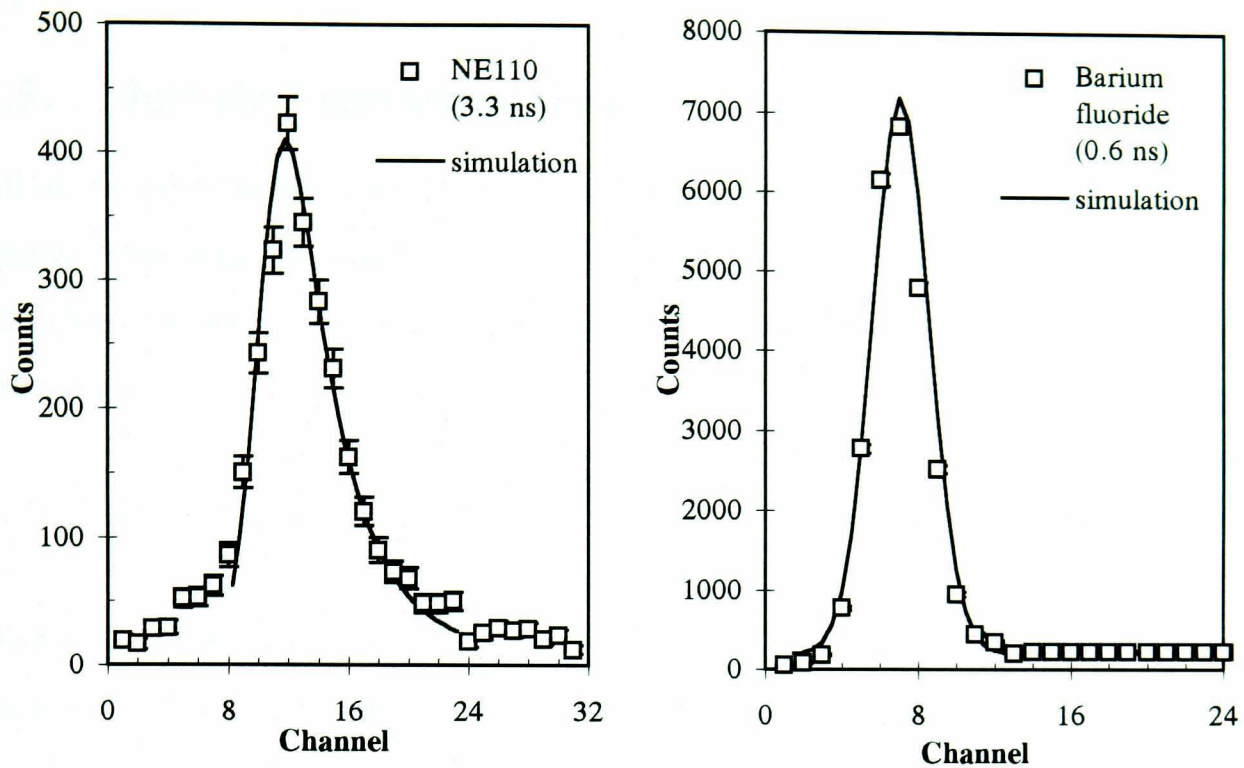 500
400
300
200
100
0
0 8 16 24 32
Counts
Channel
NE110
(3.3 ns)
simulation
8000
7000
6000
5000
4000
3000
2000
1000
0
0 8 16 24
Counts
Channel
Barium
fluoride
(0.6 ns)
simulation